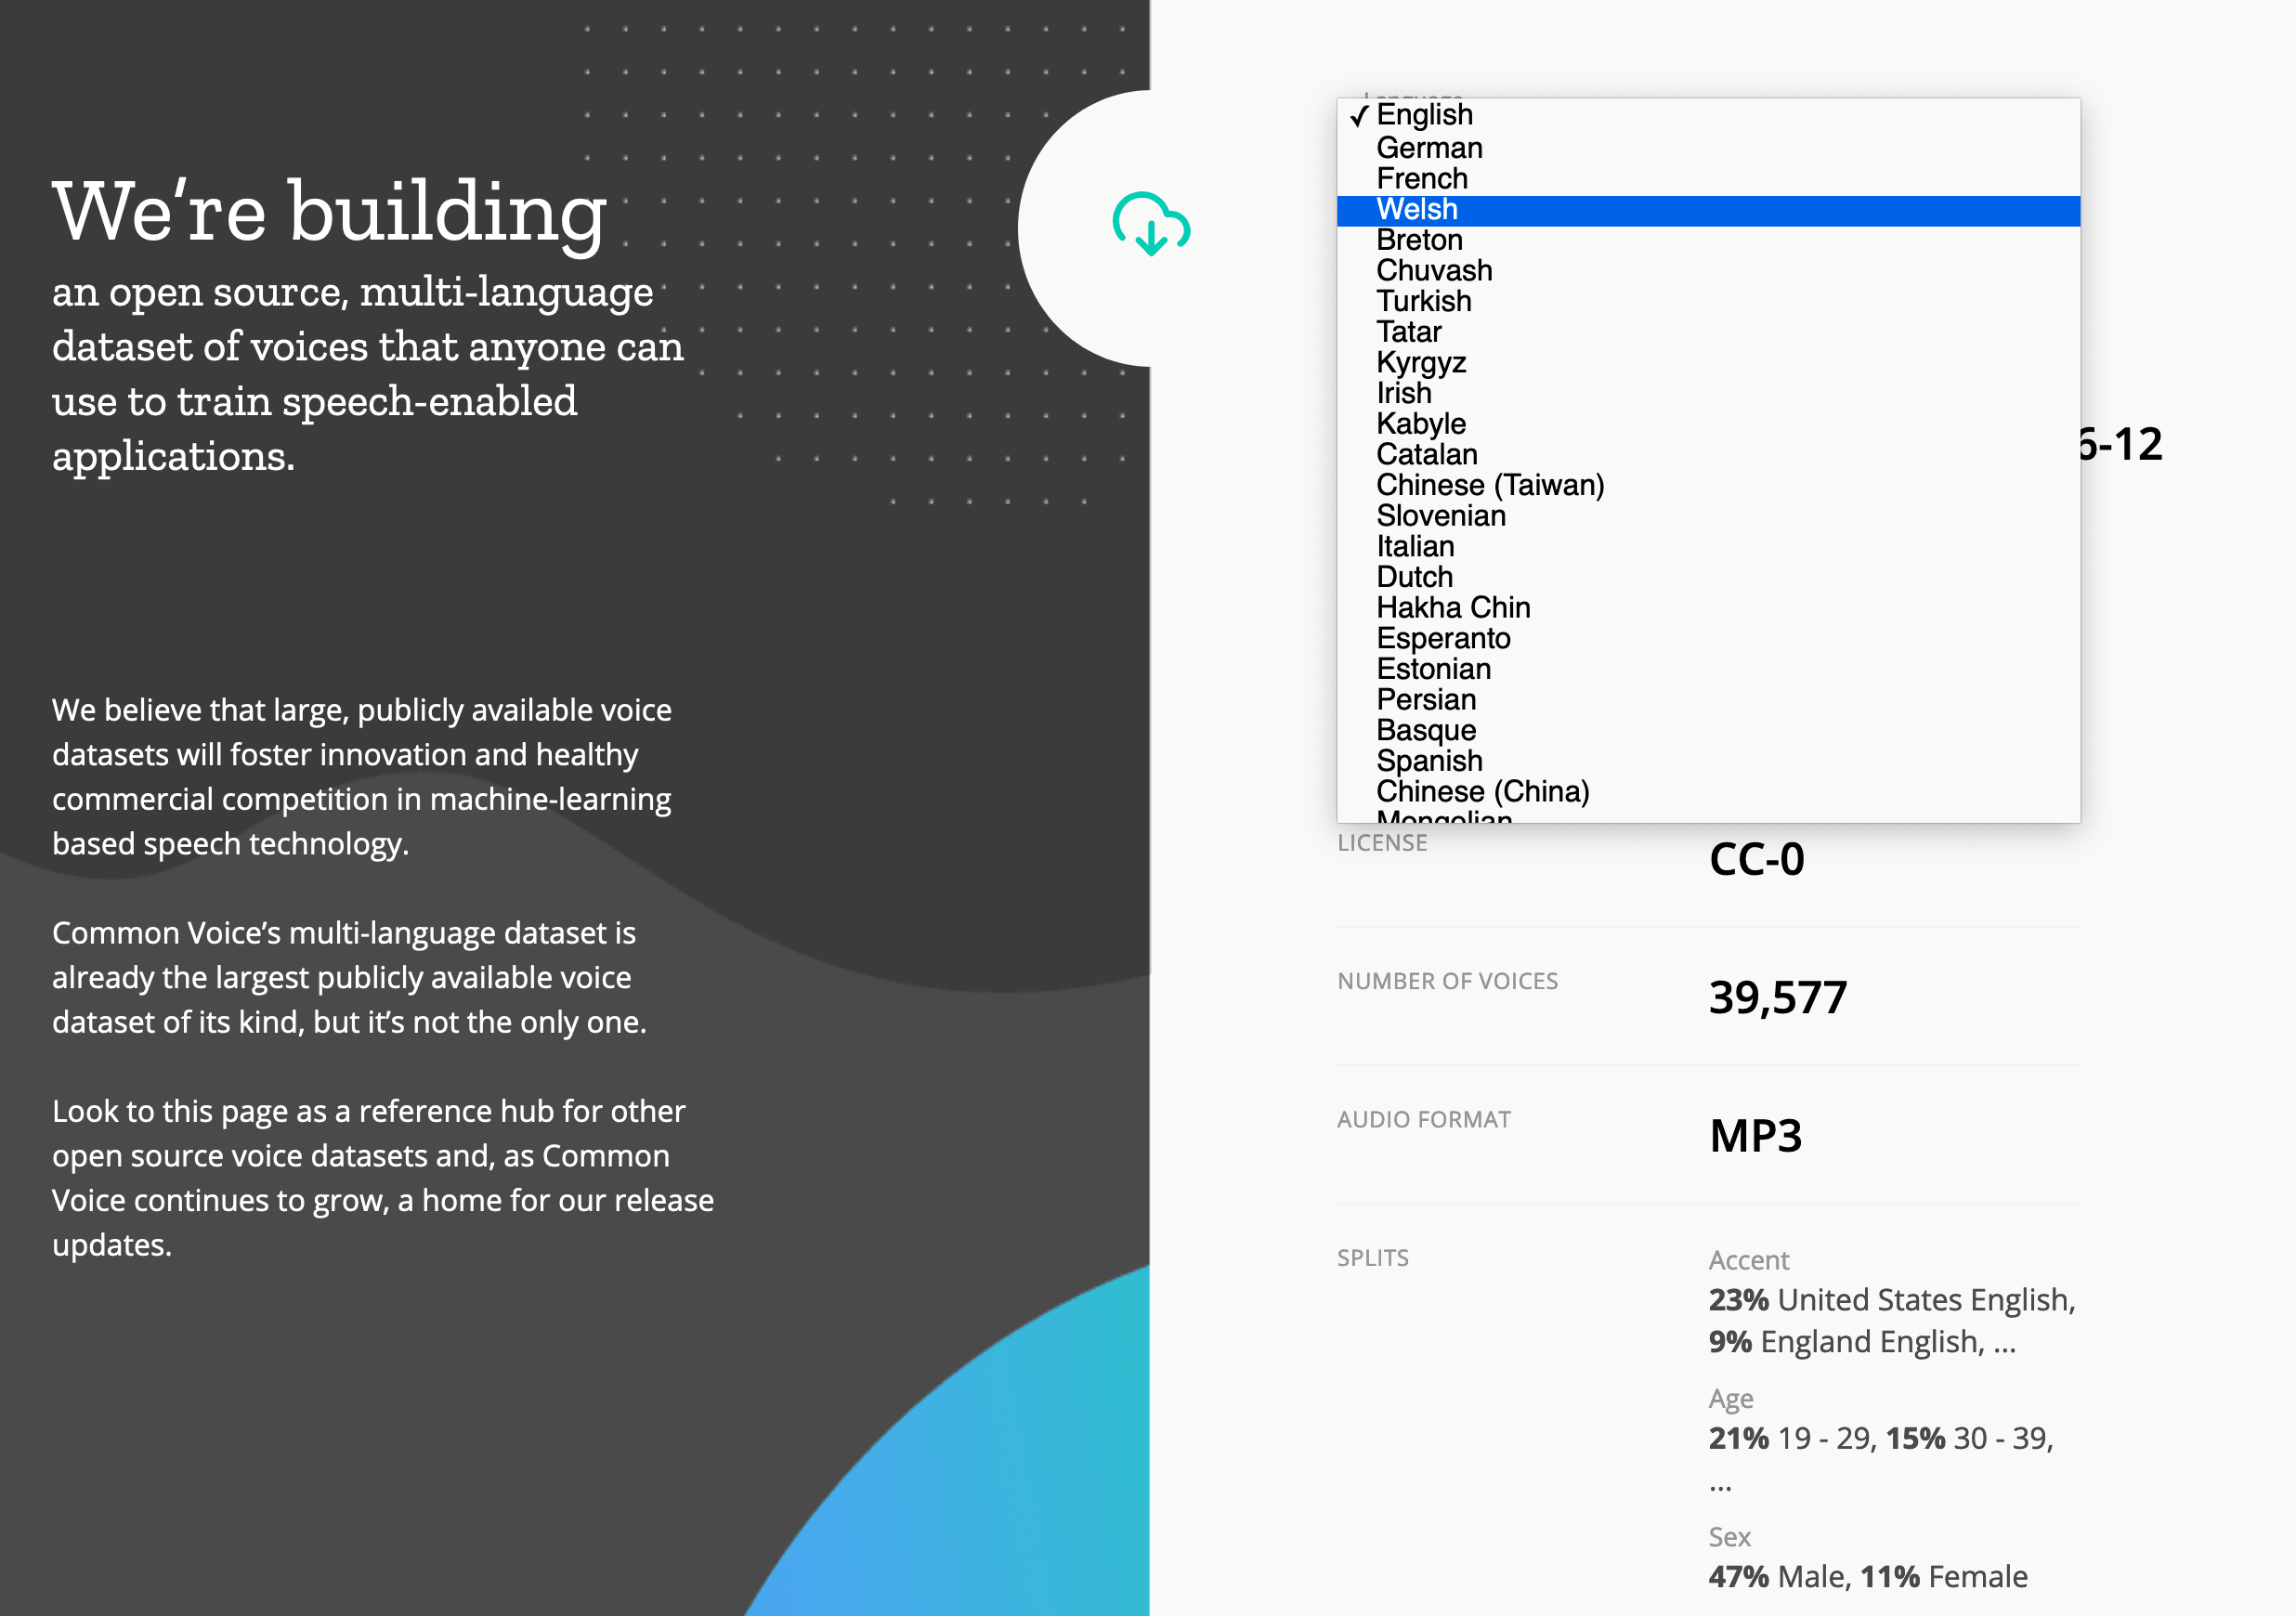 We're building
an open source, multi-language
dataset of voices that anyone can
use to train speech-enabled
applications.
We believe that large, publicly available voice
datasets will foster innovation and healthy
commercial competition in machine-learning
based speech technology.
Common Voice’s multi-language dataset is
already the largest publicly available voice
dataset of its kind, but it’s not the only one.
Look to this page as a reference hub for other
open source voice datasets and, as Common
Voice continues to grow, a home for our release
updates.
Language
✓ English
German
French
Welsh
Breton
Chuvash
Turkish
Tatar
Kyrgyz
Irish
Kabyle
Catalan
Chinese (Taiwan)
Slovenian
Italian
Dutch
Hakha Chin
Esperanto
Estonian
Persian
Basque
Spanish
Chinese (China)
Mongolian
6-12
LICENSE
CC-0
NUMBER OF VOICES
39,577
AUDIO FORMAT
MP3
SPLITS
Accent
23% United States English,
9% England English, ...
Age
21% 19 - 29, 15% 30 - 39,
...
Sex
47% Male, 11% Female